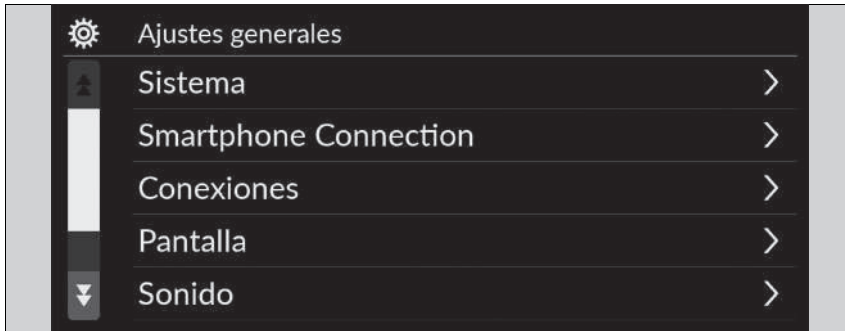 Ajustes generales
Sistema
Smartphone Connection
Conexiones
Pantalla
Sonido